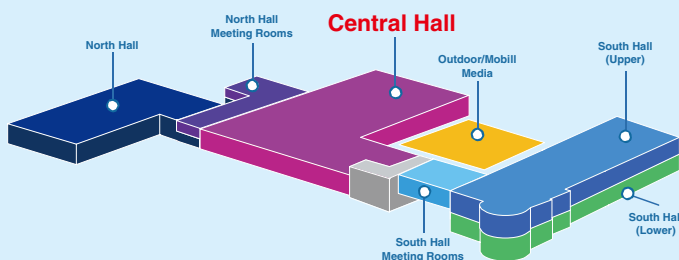 North Hall
North Hall
Meeting Rooms
Central Hall
Outdoor/Mobill
Media
South Hall
(Upper)
South Hall
Meeting Rooms
South Hal
(Lower)